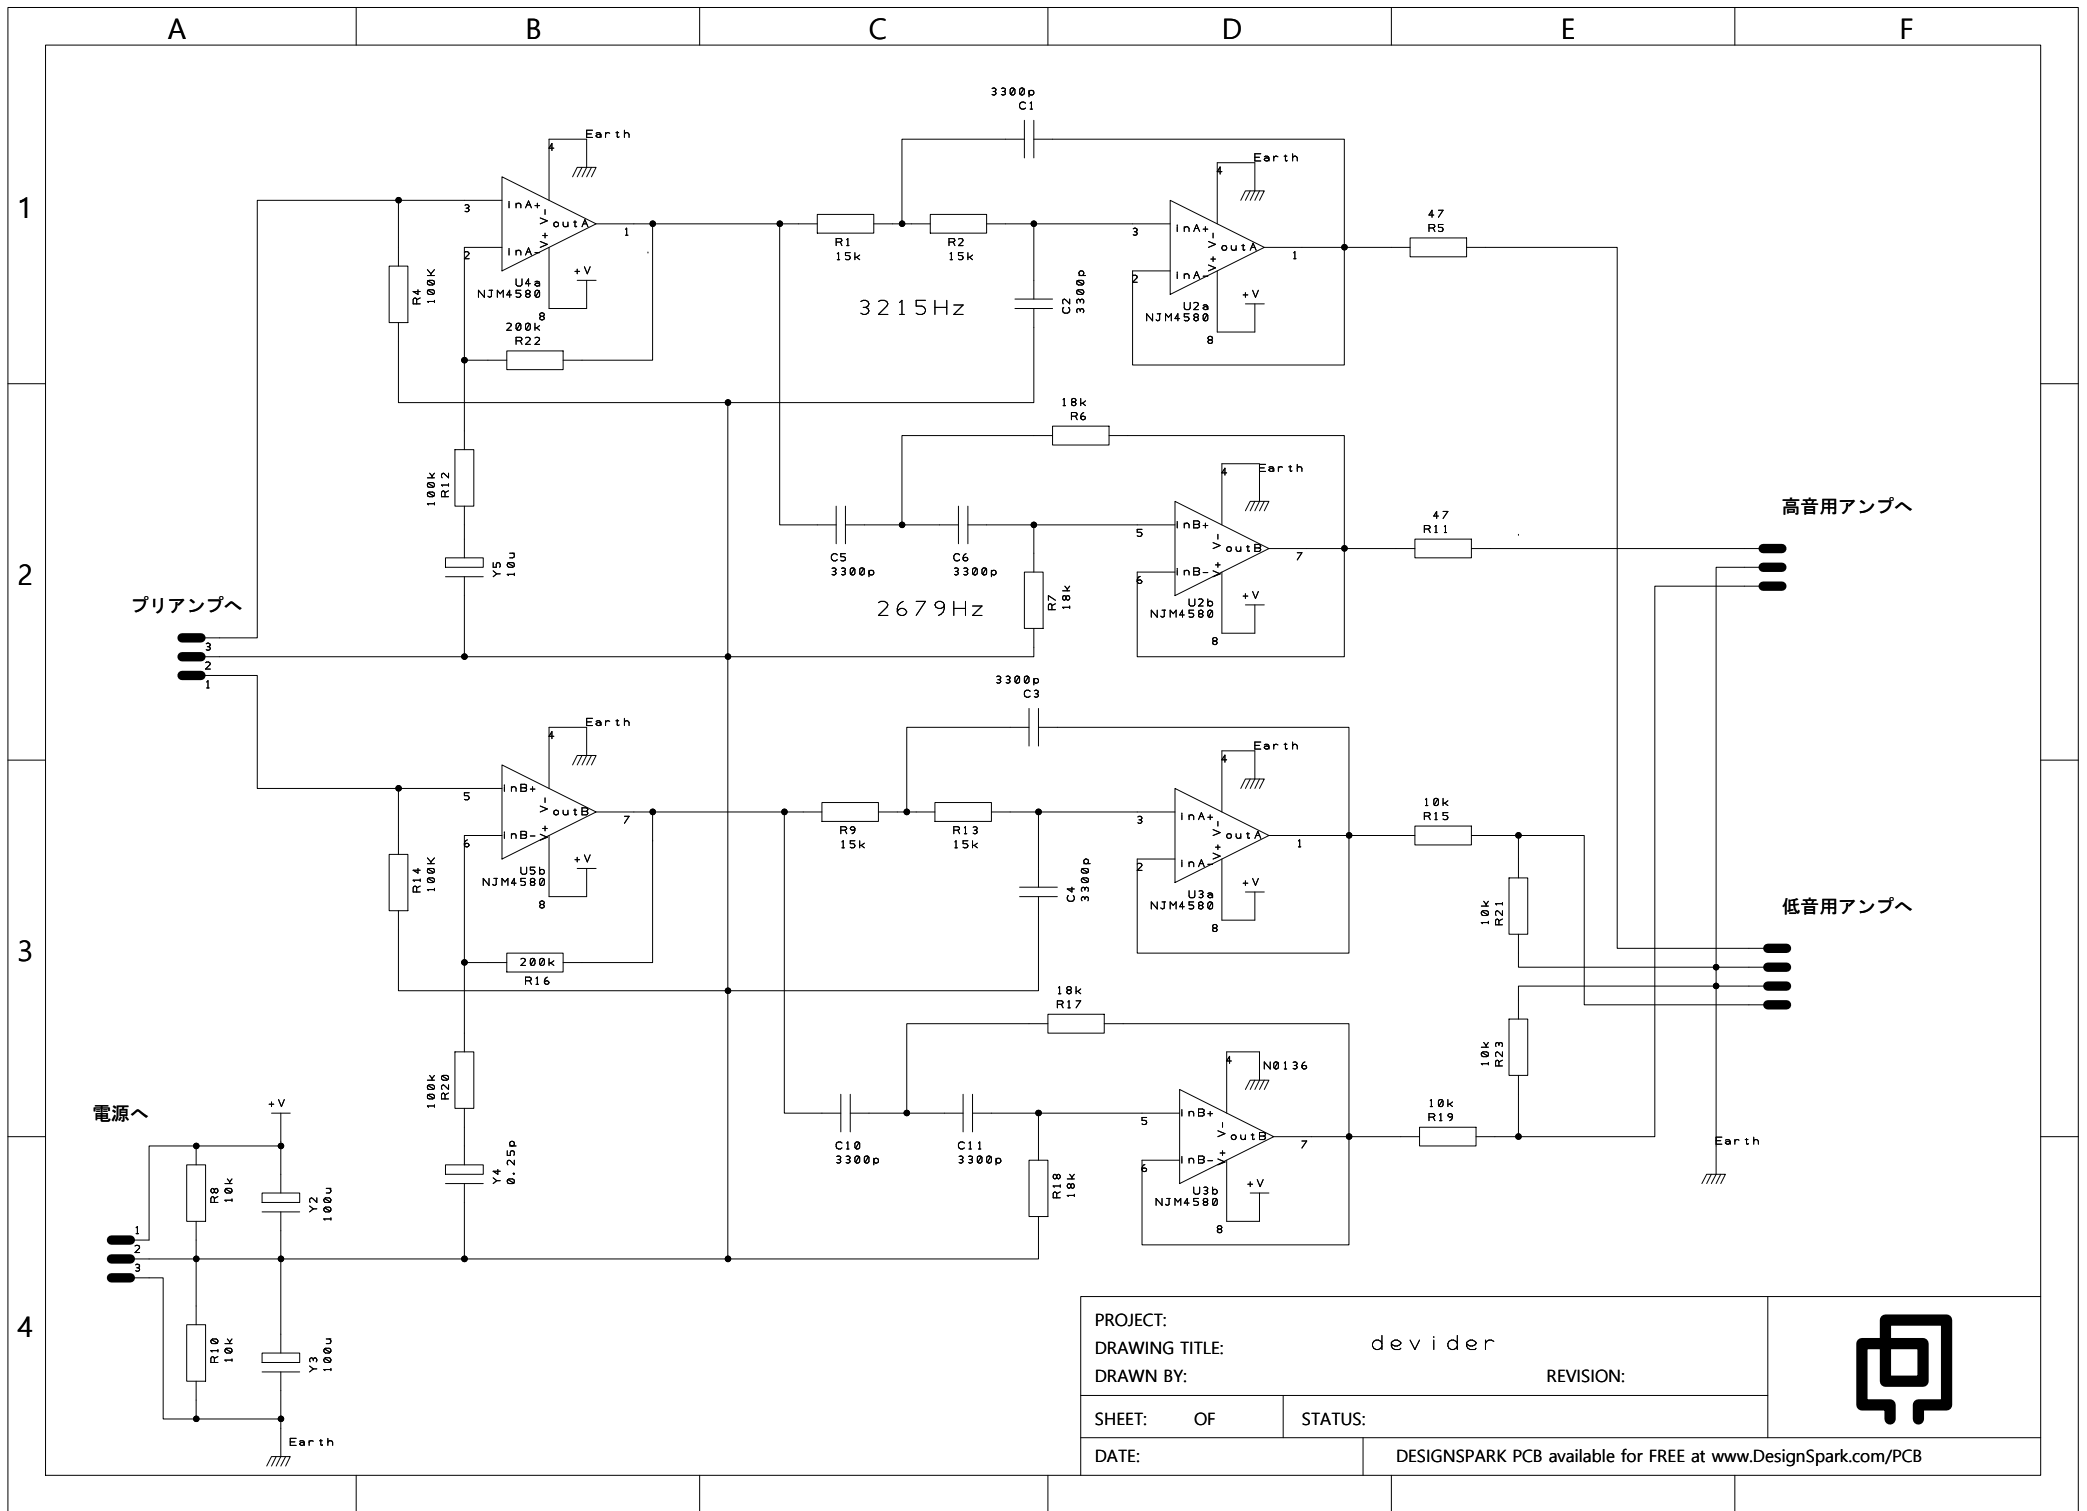 A
B
C
D
E
F
1
2
3
4
3300p
C1
Earth
4
3
InA+
V-
outA
V+
InA-
2
1
+V
U4a
NJM4580
8
R4
100K
200k
R22
R1
15k
R2
15k
3215Hz
C2
3300p
Earth
4
3
InA+
V-
outA
V+
InA-
2
1
+V
U2a
NJM4580
8
47
R5
100k
R12
Y5
10u
18k
R6
C5
3300p
C6
3300p
2679Hz
R7
18k
Earth
4
5
InB+
V-
outB
V+
InB-
6
7
+V
U2b
NJM4580
8
47
R11
高音用アンプへ
プリアンプへ
3
2
1
3300p
C3
Earth
4
5
InB+
V-
outB
V+
InB-
6
7
+V
U5b
NJM4580
8
R14
100K
200k
R16
R9
15k
R13
15k
C4
3300p
Earth
4
3
InA+
V-
outA
V+
InA-
2
1
+V
U3a
NJM4580
8
10k
R15
10k
R21
低音用アンプへ
100k
R20
Y4
0.25p
18k
R17
C10
3300p
C11
3300p
R18
18k
N0136
4
5
InB+
V-
outB
V+
InB-
6
7
+V
U3b
NJM4580
8
10k
R23
10k
R19
Earth
電源へ
+V
1
2
3
R8
10k
Y2
100u
R10
10k
Y3
100u
Earth
PROJECT:
DRAWING TITLE: devider
DRAWN BY: REVISION:
SHEET: OF STATUS:
DATE: DESIGNSPARK PCB available for FREE at www.DesignSpark.com/PCB